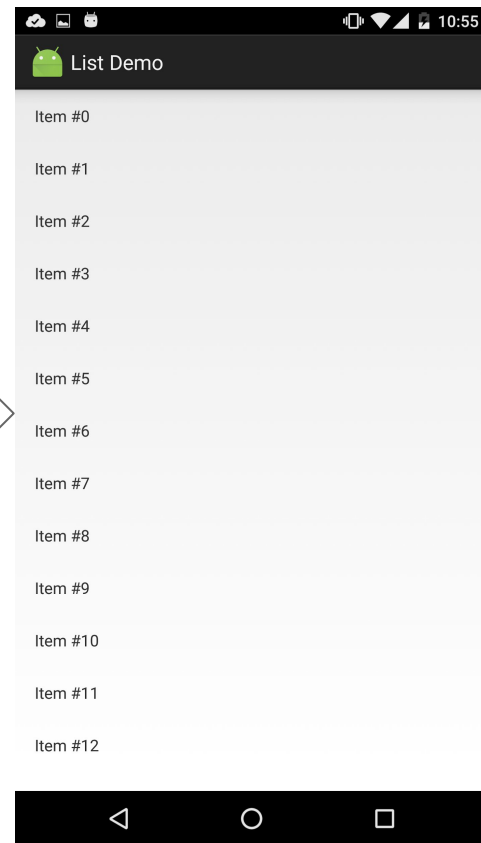 10:55
List Demo
Item #0
Item #1
Item #2
Item #3
Item #4
Item #5
Item #6
Item #7
Item #8
Item #9
Item #10
Item #11
Item #12